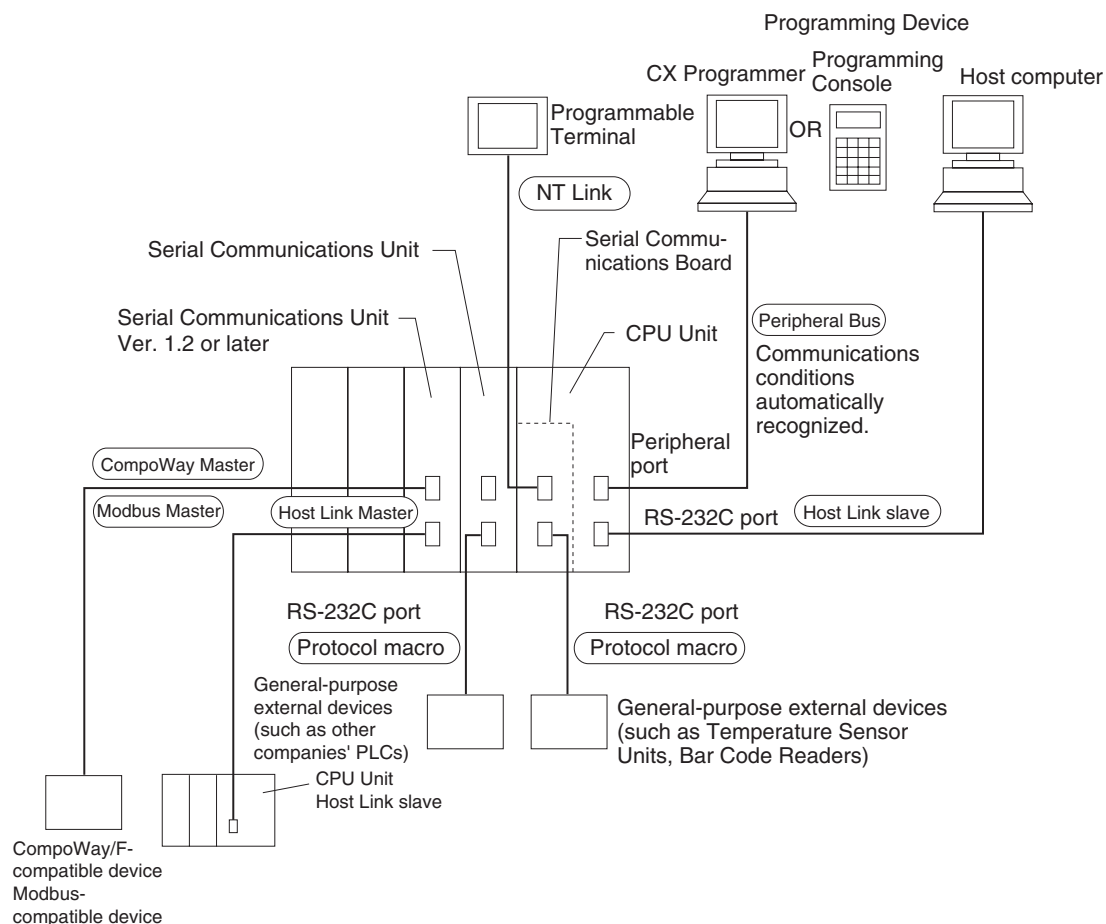 Programming Device
CX Programmer
OR
Programming
Console
Host computer
Programmable
Terminal
NT Link
Serial Communications Unit
Serial Commu-
nications Board
Serial Communications Unit
Ver. 1.2 or later
CPU Unit
Peripheral Bus
Communications
conditions
automatically
recognized.
Peripheral
port
CompoWay Master
Modbus Master
Host Link Master
RS-232C port
Host Link slave
RS-232C port
Protocol macro
RS-232C port
Protocol macro
General-purpose
external devices
(such as other
companies' PLCs)
General-purpose external devices
(such as Temperature Sensor
Units, Bar Code Readers)
CPU Unit
Host Link slave
CompoWay/F-
compatible device
Modbus-
compatible device